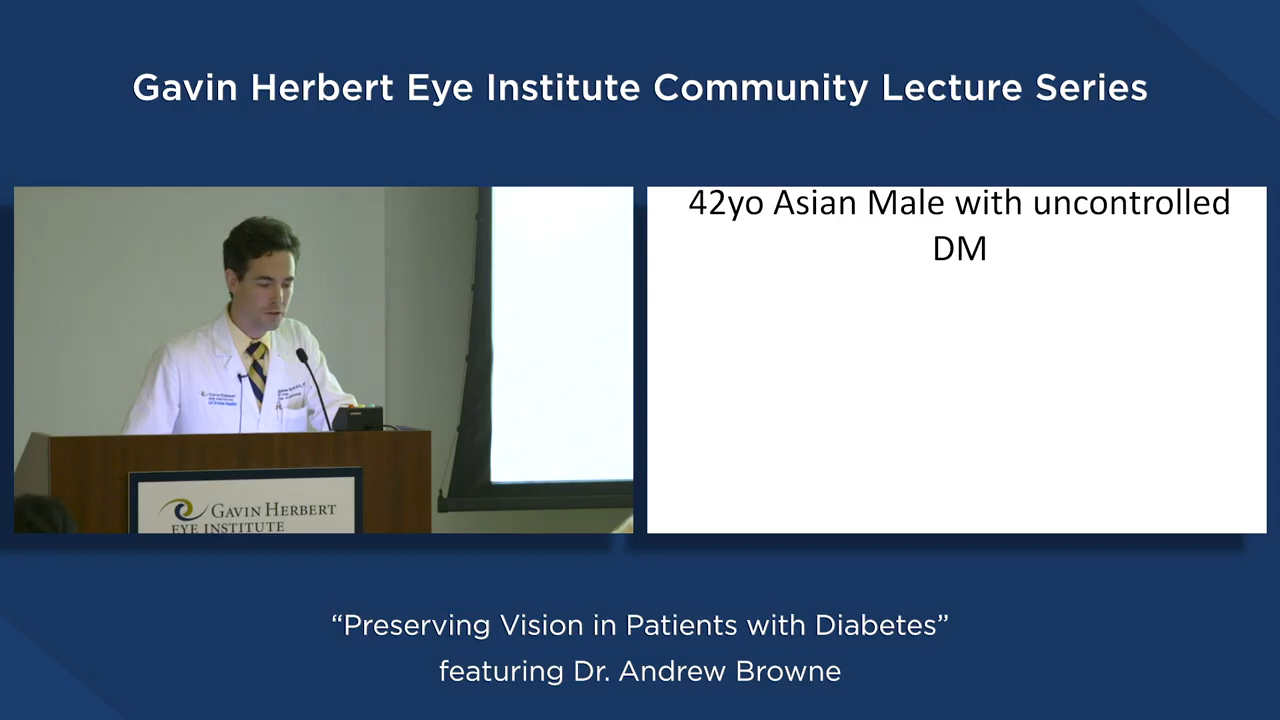 Gavin Herbert Eye Institute Community Lecture Series
42yo Asian Male with uncontrolled
DM
GAVIN HERBERT
EYE INSTITUTE
“Preserving Vision in Patients with Diabetes”
featuring Dr. Andrew Browne